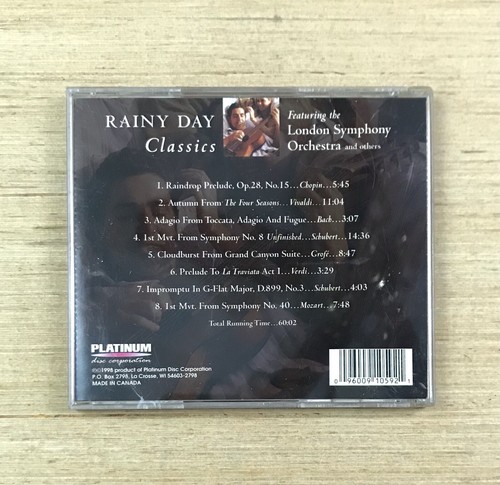 RAINY DAY
Classics
Featuring the
London Symphony
Orchestra and others
1. Raindrop Prelude, Op.28, No.15...Chopin...5:45
2. Autumn From The Four Seasons...Vivaldi...11:04
3. Adagio From Toccata, Adagio And Fugue...Bach...3:07
4. 1st Mvt. From Symphony No. 8 Unfinished...Schubert...14:36
5. Cloudburst From Grand Canyon Suite...Grofé...8:47
6. Prelude To La Traviata Act I...Verdi...3:29
7. Impromptu In G-Flat Major, D.899, No.3...Schubert...4:03
8. 1st Mvt. From Symphony No. 40...Mozart...7:48
Total Running Time...60:02
PLATINUM
disc corporation
℗©1998 product of Platinum Disc Corporation
P.O. Box 2798, La Crosse, WI 54603-2798
MADE IN CANADA
0 96009 10592 1